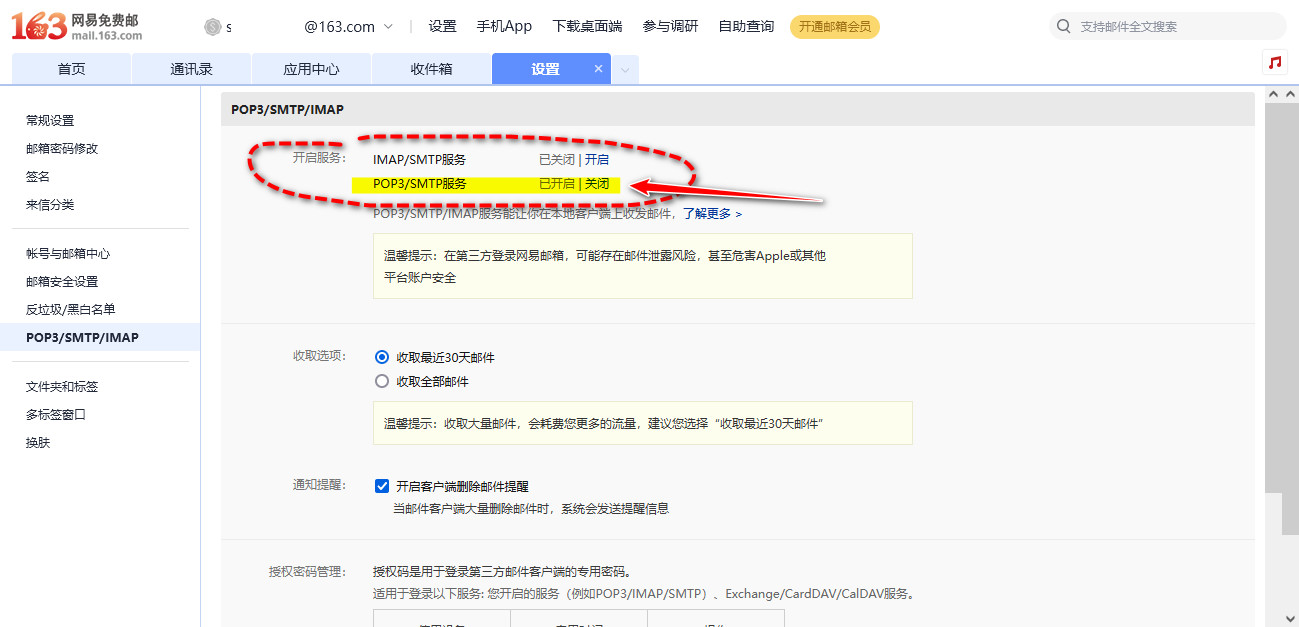 163 网易免费邮
mail.163.com
s @163.com 设置 手机App 下载桌面端 参与调研 自助查询 开通邮箱会员 支持邮件全文搜索
首页 通讯录 应用中心 收件箱 设置 ×
常规设置
邮箱密码修改
签名
来信分类
帐号与邮箱中心
邮箱安全设置
反垃圾/黑白名单
POP3/SMTP/IMAP
文件夹和标签
多标签窗口
换肤
POP3/SMTP/IMAP
开启服务: IMAP/SMTP服务 已关闭 | 开启
POP3/SMTP服务 已开启 | 关闭
POP3/SMTP/IMAP服务能让你在本地客户端上收发邮件，了解更多 >
温馨提示：在第三方登录网易邮箱，可能存在邮件泄露风险，甚至危害Apple或其他
平台账户安全
收取选项: 收取最近30天邮件
收取全部邮件
温馨提示：收取大量邮件，会耗费您更多的流量，建议您选择“收取最近30天邮件”
通知提醒: 开启客户端删除邮件提醒
当邮件客户端大量删除邮件时，系统会发送提醒信息
授权密码管理: 授权码是用于登录第三方邮件客户端的专用密码。
适用于登录以下服务: 您开启的服务（例如POP3/IMAP/SMTP）、Exchange/CardDAV/CalDAV服务。